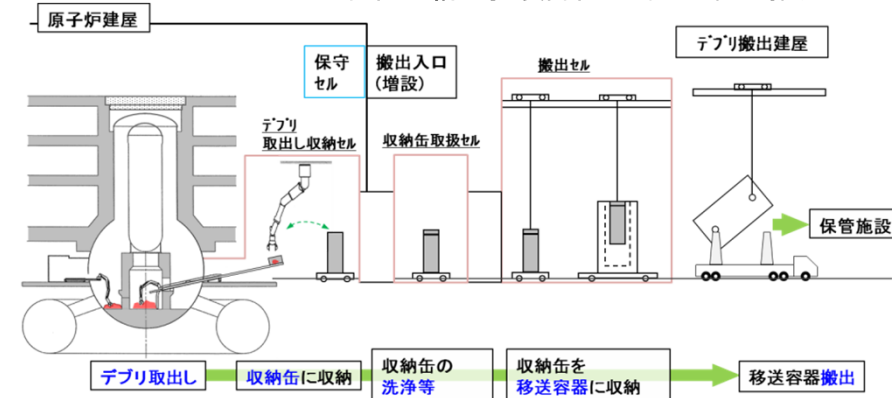 原子炉建屋
保守
セル
搬出入口
(増設)
搬出セル
デブリ搬出建屋
デブリ
取出し収納セル
収納缶取扱セル
保管施設
デブリ取出し
収納缶に収納
収納缶の
洗浄等
収納缶を
移送容器に収納
移送容器搬出